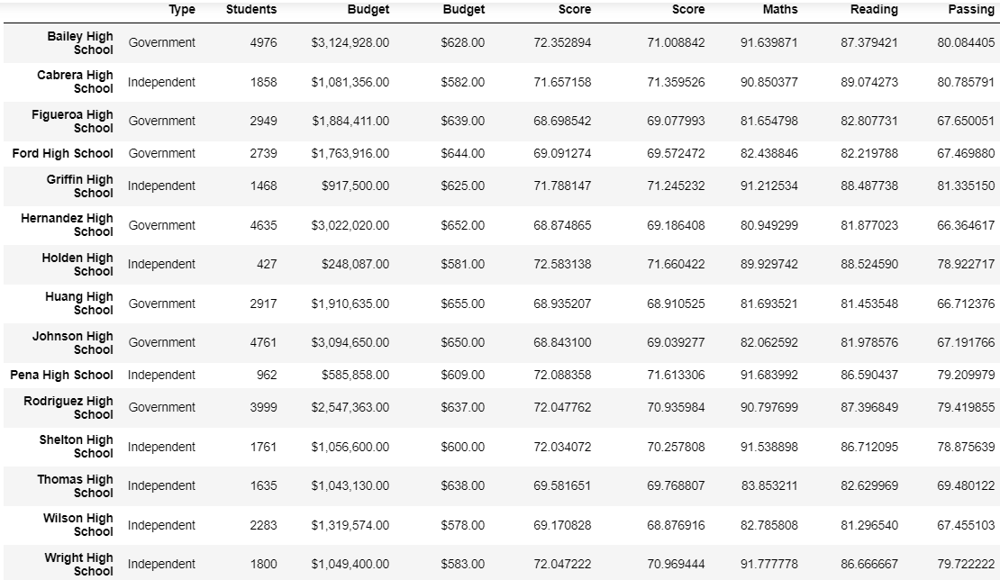 Type Students Budget Budget Score Score Maths Reading Passing
Bailey High School Government 4976 $3,124,928.00 $628.00 72.352894 71.008842 91.639871 87.379421 80.084405
Cabrera High School Independent 1858 $1,081,356.00 $582.00 71.657158 71.359526 90.850377 89.074273 80.785791
Figueroa High School Government 2949 $1,884,411.00 $639.00 68.698542 69.077993 81.654798 82.807731 67.650051
Ford High School Government 2739 $1,763,916.00 $644.00 69.091274 69.572472 82.438846 82.219788 67.469880
Griffin High School Independent 1468 $917,500.00 $625.00 71.788147 71.245232 91.212534 88.487738 81.335150
Hernandez High School Government 4635 $3,022,020.00 $652.00 68.874865 69.186408 80.949299 81.877023 66.364617
Holden High School Independent 427 $248,087.00 $581.00 72.583138 71.660422 89.929742 88.524590 78.922717
Huang High School Government 2917 $1,910,635.00 $655.00 68.935207 68.910525 81.693521 81.453548 66.712376
Johnson High School Government 4761 $3,094,650.00 $650.00 68.843100 69.039277 82.062592 81.978576 67.191766
Pena High School Independent 962 $585,858.00 $609.00 72.088358 71.613306 91.683992 86.590437 79.209979
Rodriguez High School Government 3999 $2,547,363.00 $637.00 72.047762 70.935984 90.797699 87.396849 79.419855
Shelton High School Independent 1761 $1,056,600.00 $600.00 72.034072 70.257808 91.538898 86.712095 78.875639
Thomas High School Independent 1635 $1,043,130.00 $638.00 69.581651 69.768807 83.853211 82.629969 69.480122
Wilson High School Independent 2283 $1,319,574.00 $578.00 69.170828 68.876916 82.785808 81.296540 67.455103
Wright High School Independent 1800 $1,049,400.00 $583.00 72.047222 70.969444 91.777778 86.666667 79.722222